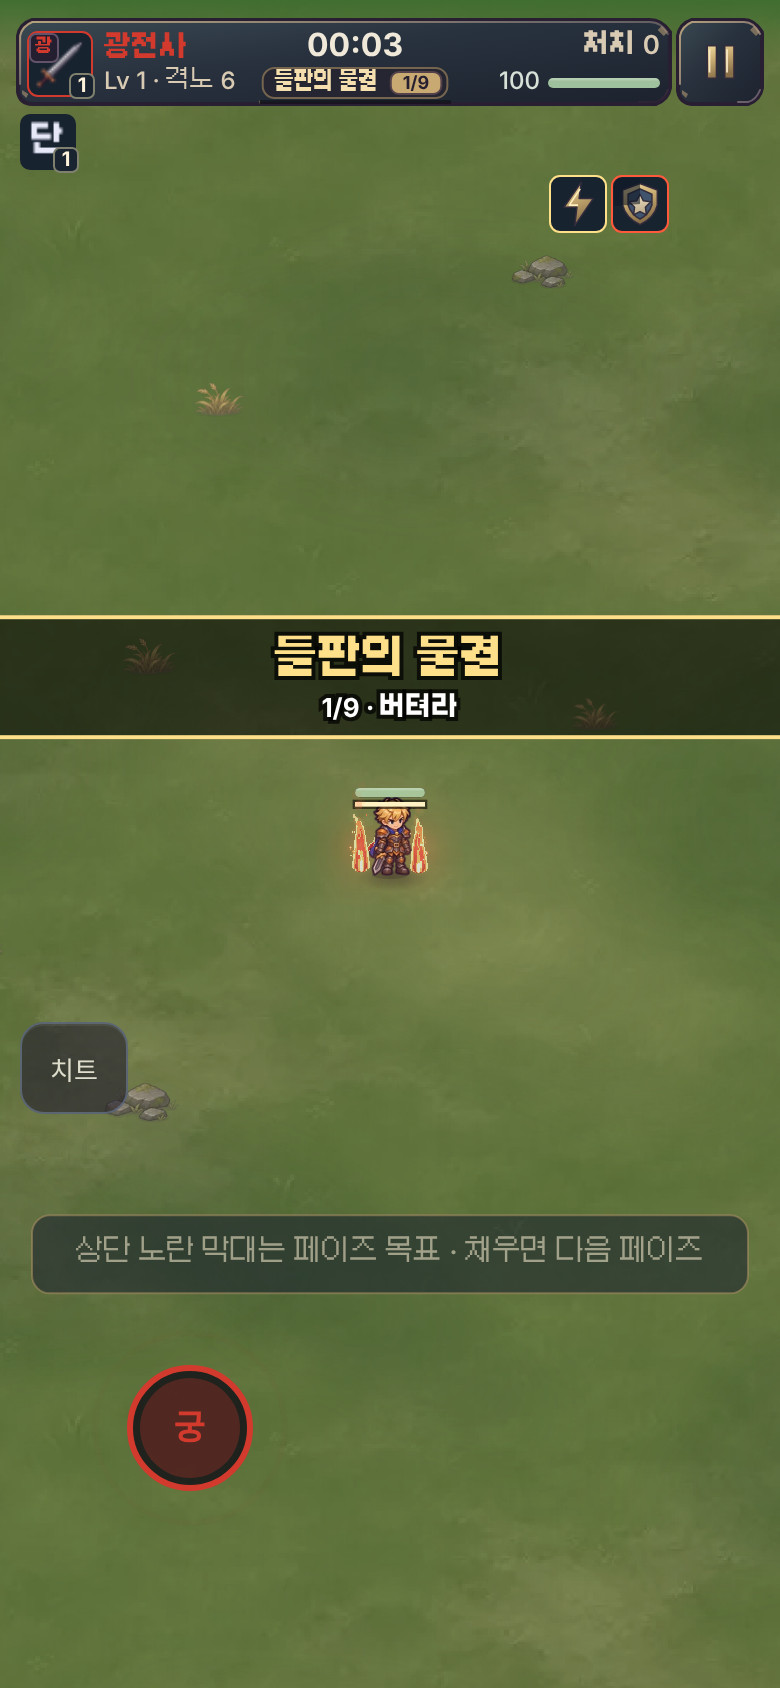 광
1
광전사
Lv 1 · 격노 6
00:03
들판의 물결 1/9
처치 0
100
단
1
들판의 물결
1/9 · 버텨라
치트
상단 노란 막대는 페이즈 목표 · 채우면 다음 페이즈
궁